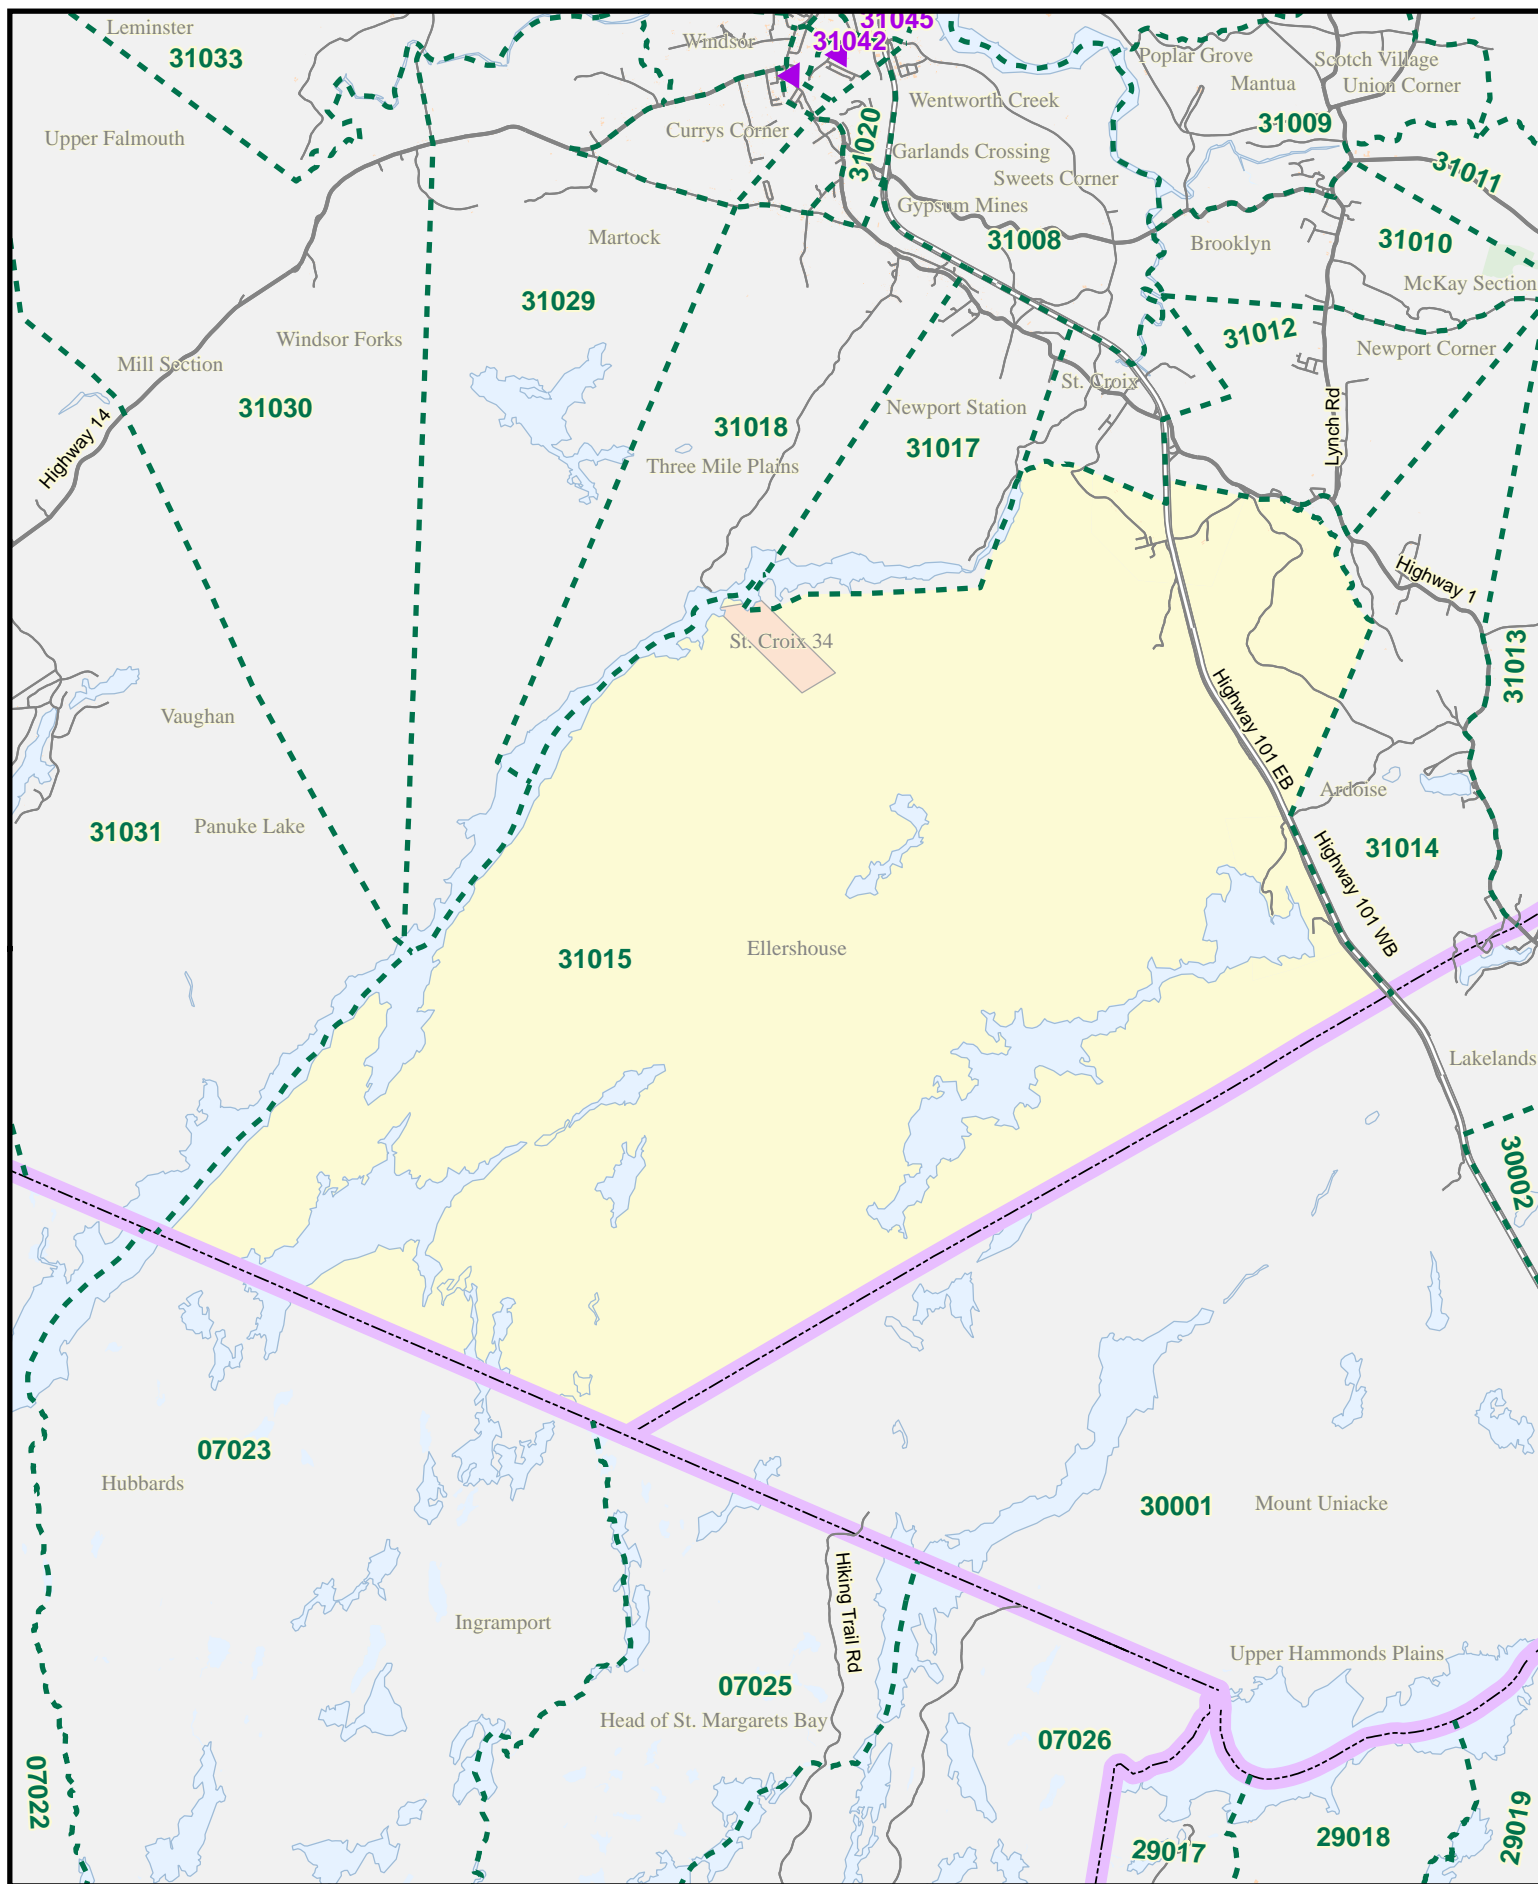 31045
Leminster
31033
Windsor
31042
Poplar Grove
Scotch Village
Mantua
Union Corner
Wentworth Creek
31009
Upper Falmouth
Currys Corner
31020
Garlands Crossing
31011
Sweets Corner
Gypsum Mines
Martock
31008
Brooklyn
31010
McKay Section
31029
31012
Windsor Forks
Mill Section
Newport Corner
St. Croix
31030
Newport Station
31018
Highway 14
31017
Lynch Rd
Three Mile Plains
Highway 1
St. Croix 34
31013
Vaughan
Highway 101 EB
Ardoise
31031
Panuke Lake
31014
Highway 101 WB
31015
Ellershouse
Lakelands
30002
07023
Hubbards
30001
Mount Uniacke
Hiking Trail Rd
Ingramport
Upper Hammonds Plains
07025
Head of St. Margarets Bay
07026
07022
29017
29018
29019